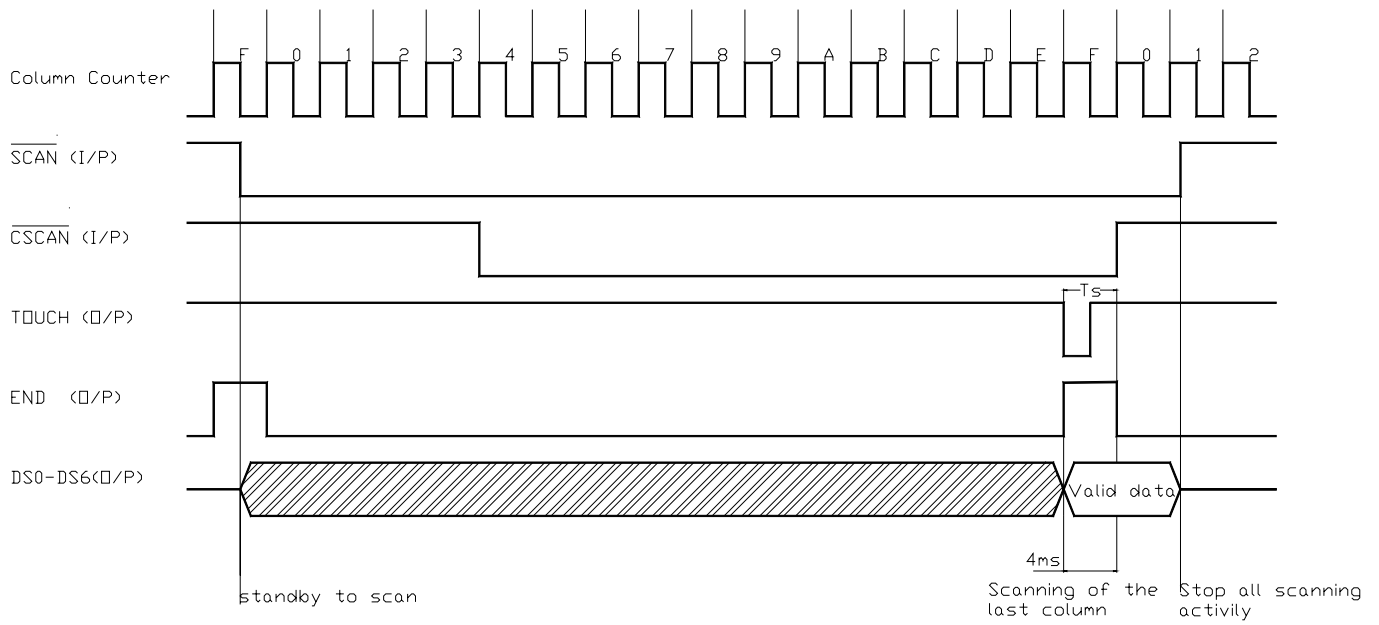 F 0 1 2 3 4 5 6 7 8 9 A B C D E F 0 1 2
Column Counter
SCAN (I/P)
CSCAN (I/P)
Ts
TOUCH (O/P)
END (O/P)
DS0-DS6(O/P)
Valid data
4ms
standby to scan
Scanning of the
last column
Stop all scanning
activily